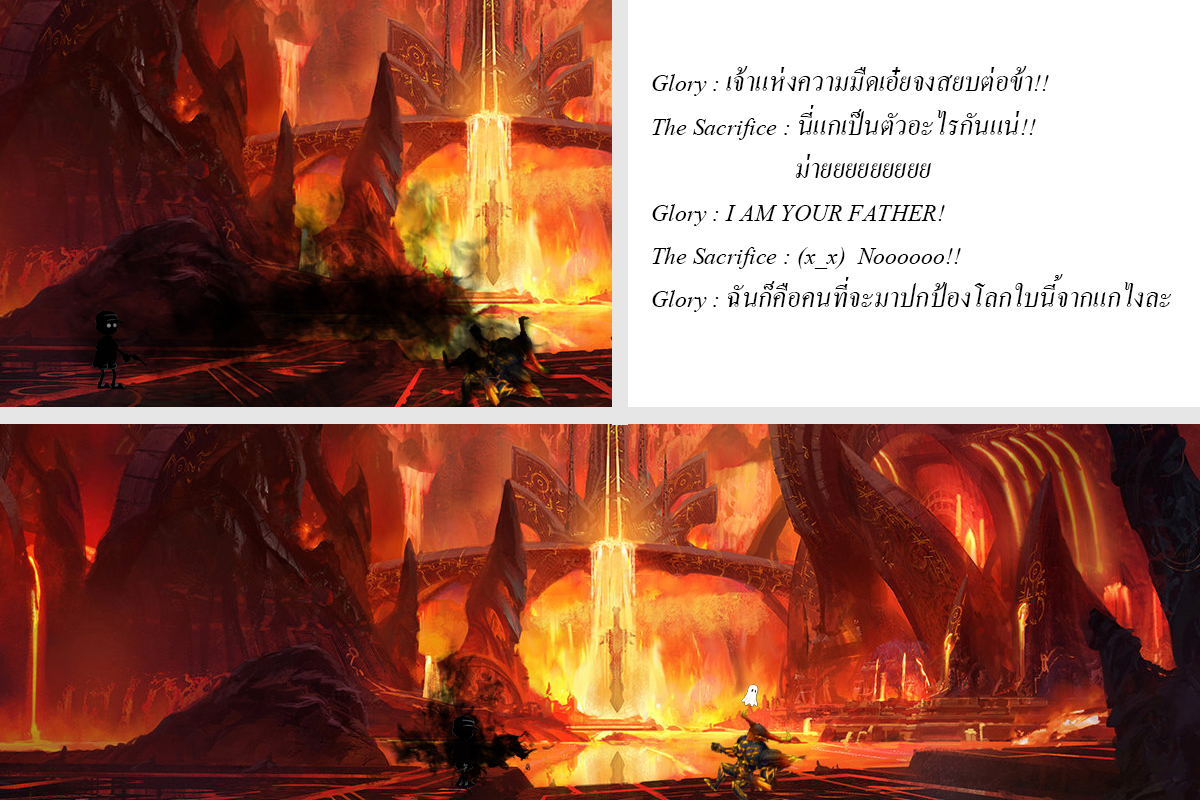 Glory : เจ้าแห่งความมืดเอ๋ยจงสยบต่อข้า!!
The Sacrifice : นี่แกเป็นตัวอะไรกันแน่!!
ม่ายยยยยยยยย
Glory : I AM YOUR FATHER!
The Sacrifice : (x_x)  Noooooo!!
Glory : ฉันก็คือคนที่จะมาปกป้องโลกใบนี้จากแกไงละ